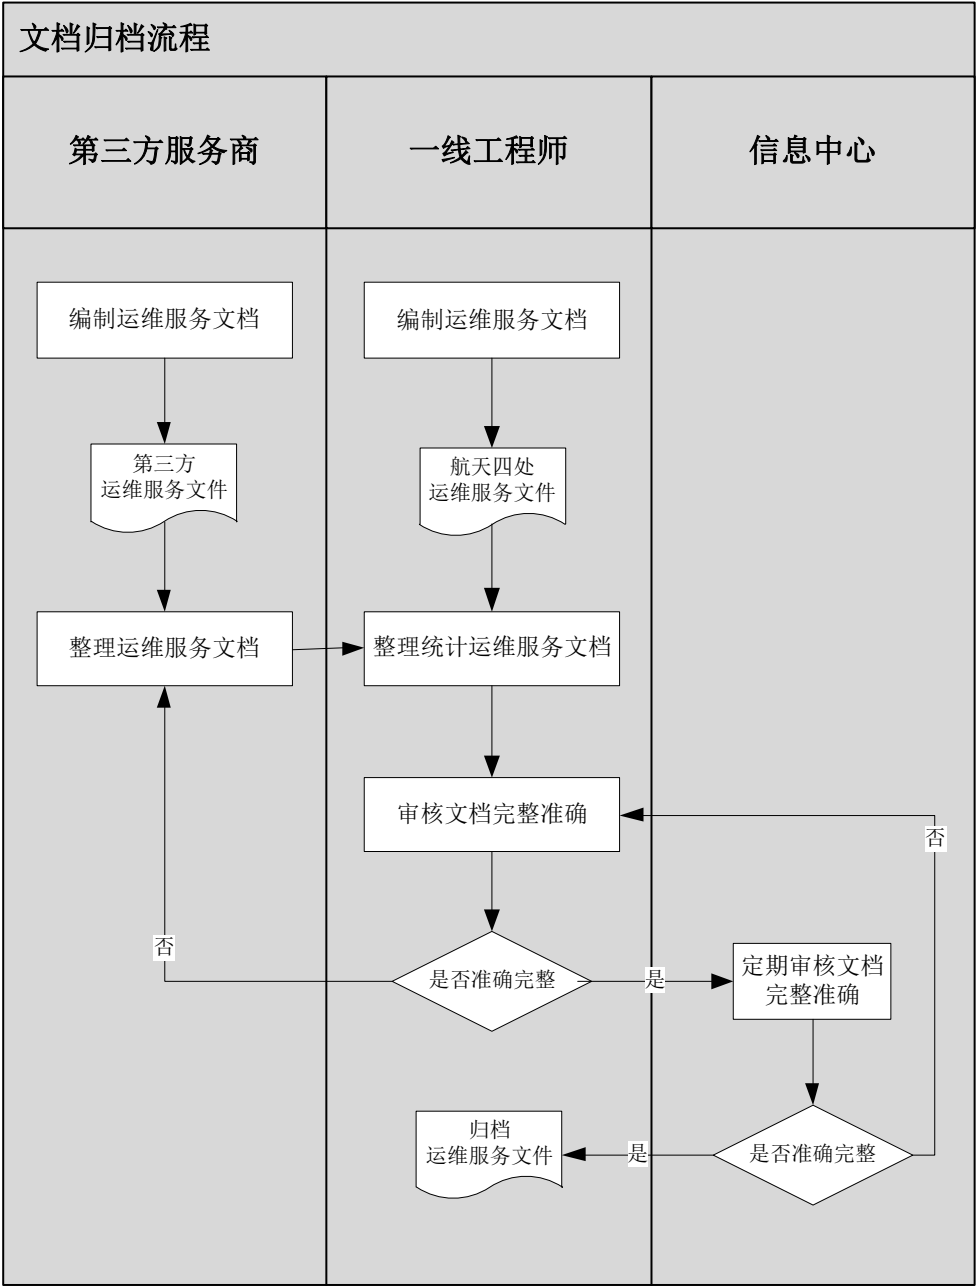 文档归档流程
第三方服务商
一线工程师
信息中心
编制运维服务文档
编制运维服务文档
第三方
运维服务文件
航天四处
运维服务文件
整理运维服务文档
整理统计运维服务文档
审核文档完整准确
否
否
是否准确完整
是
定期审核文档
完整准确
归档
运维服务文件
是
是否准确完整